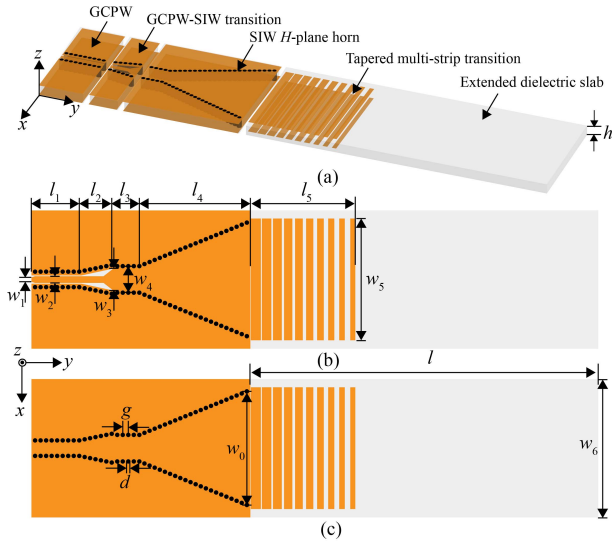 GCPW
GCPW-SIW transition
SIW H-plane horn
Tapered multi-strip transition
Extended dielectric slab
z
y
x
h
(a)
l1 l2 l3 l4 l5
w1 w2 w3 w4 w5
(b)
z y
x
l
g
w0
w6
d
(c)